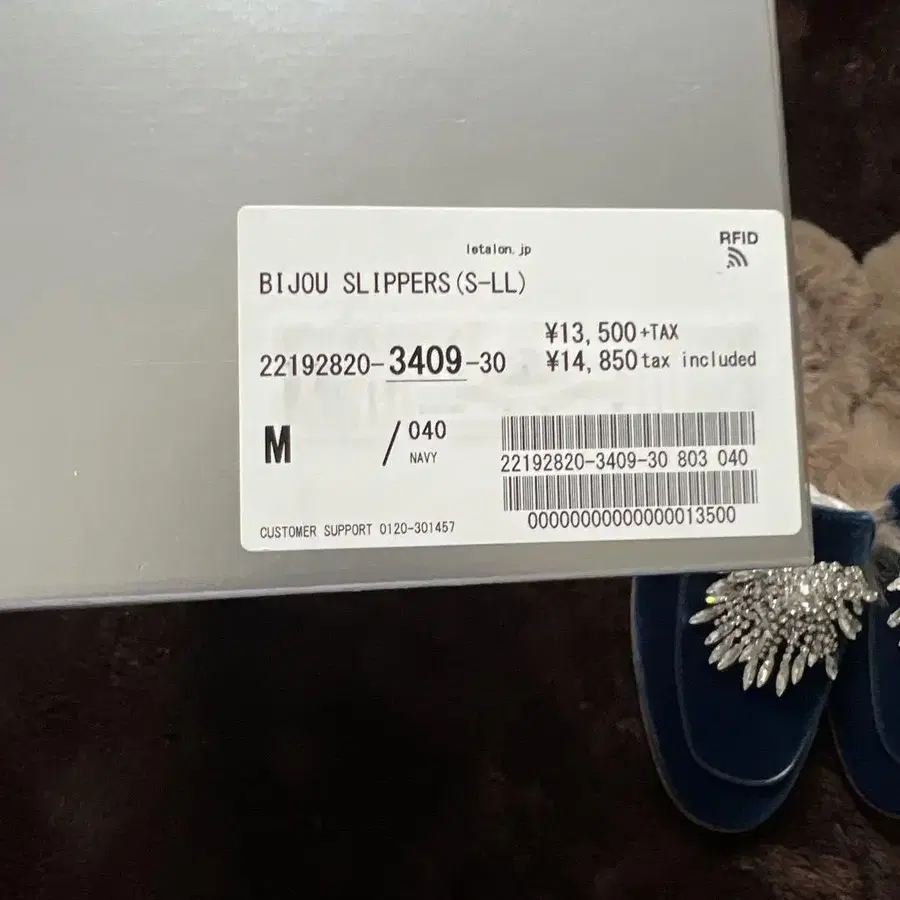 RFID
letalon.jp
BIJOU SLIPPERS(S-LL)
¥13,500+TAX
22192820-3409-30 ¥14,850 tax included
M / 040
NAVY
22192820-3409-30 803 040
00000000000000013500
CUSTOMER SUPPORT 0120-301457